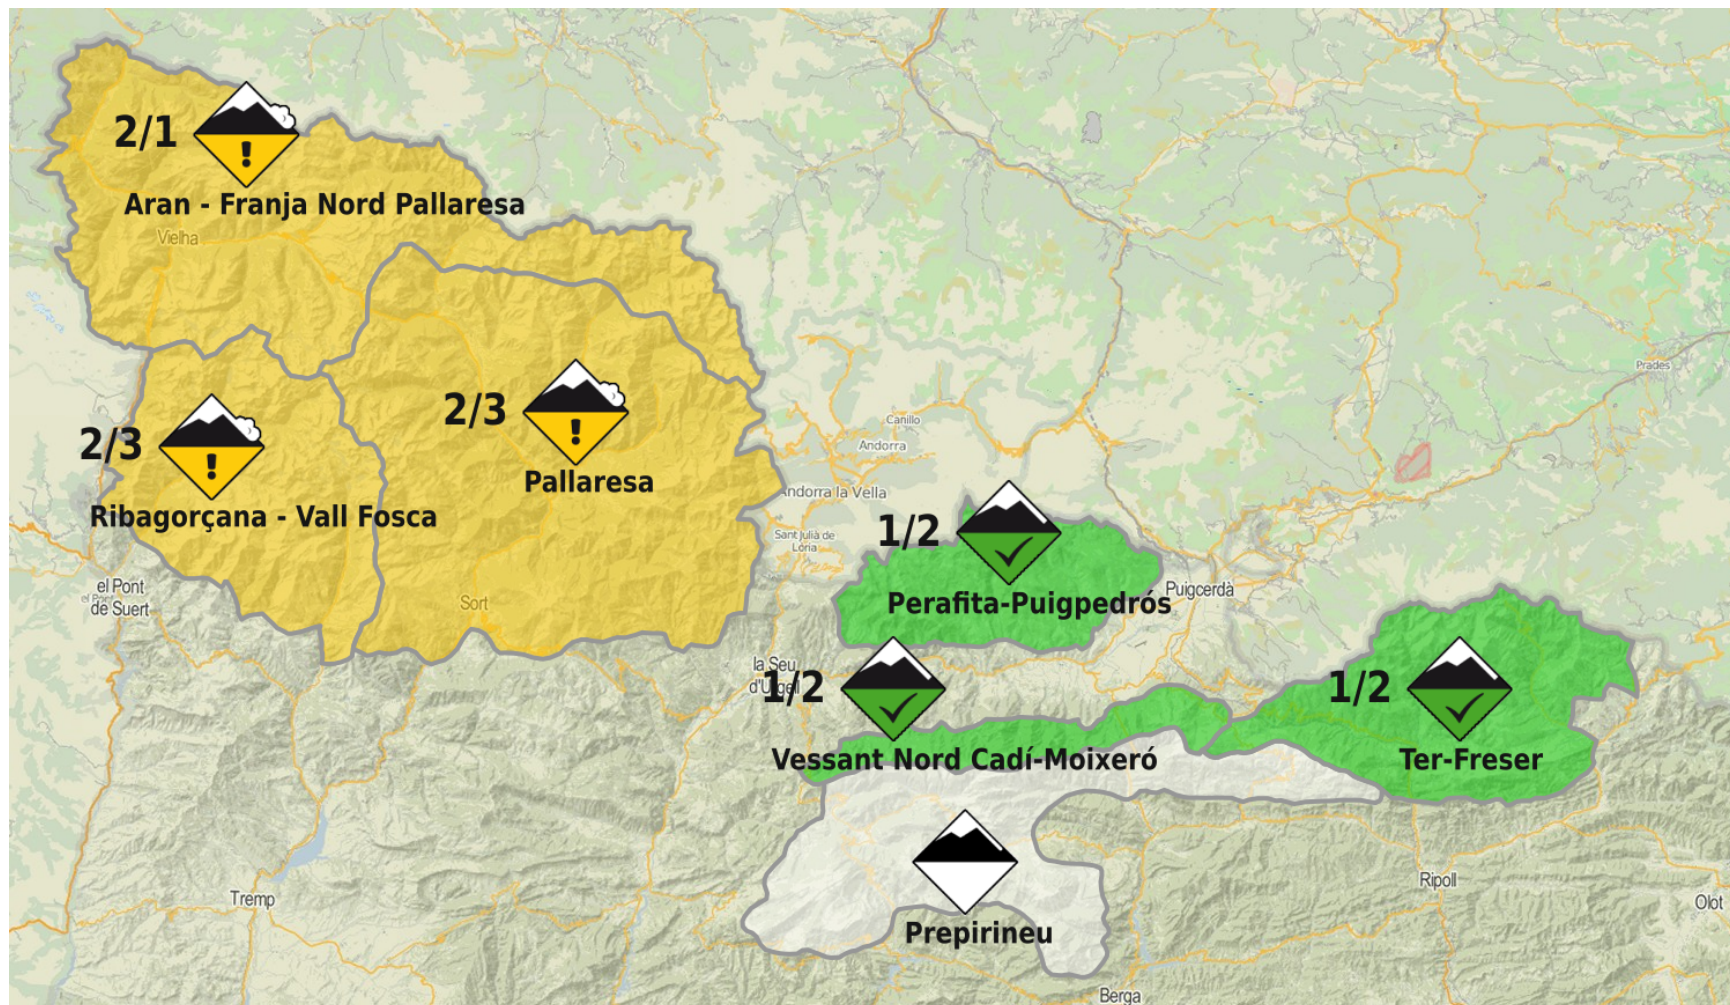 2/1
!
Aran - Franja Nord Pallaresa
Vielha
Prades
2/3
!
Pallaresa
2/3
!
Ribagorçana - Vall Fosca
Canillo
Andorra
Andorra la Vella
Sant Julià de
Lòria
1/2
Perafita-Puigpedrós
Puigcerdà
el Pont
de Suert
Sort
la Seu
d'Urgell
1/2
Vessant Nord Cadí-Moixeró
1/2
Ter-Freser
Prepirineu
Tremp
Ripoll
Olot
Berga